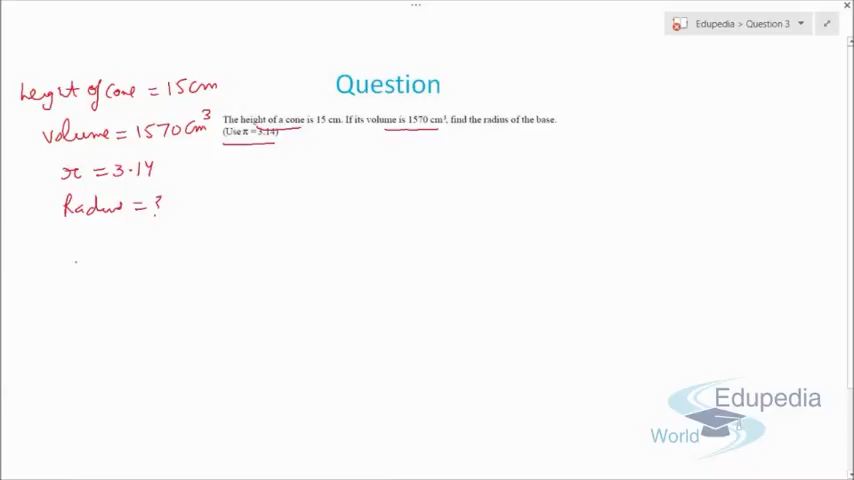 Edupedia > Question 3
Question
height of cone = 15cm
The height of a cone is 15 cm. If its volume is 1570 cm³, find the radius of the base.
(Use π = 3.14)
volume = 1570 cm³
π = 3.14
Radius = ?
Edupedia
World